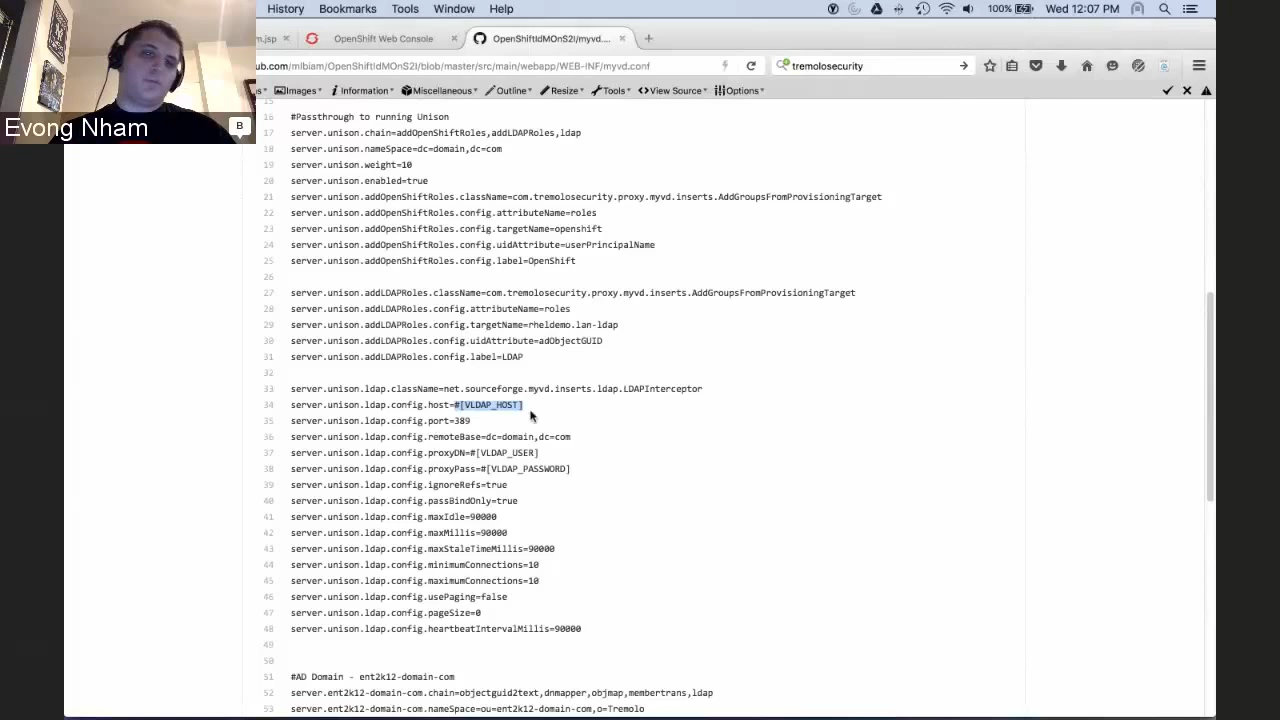 History Bookmarks Tools Window Help 100% Wed 12:07 PM
m.jsp OpenShift Web Console OpenShiftIdMOnS2I/myvd....
ub.com/mlbiam/OpenShiftIdMOnS2I/blob/master/src/main/webapp/WEB-INF/myvd.conf tremolosecurity
Images Information Miscellaneous Outline Resize Tools View Source Options
Evong Nham B
15
16 #Passthrough to running Unison
17 server.unison.chain=addOpenShiftRoles,addLDAPRoles,ldap
18 server.unison.nameSpace=dc=domain,dc=com
19 server.unison.weight=10
20 server.unison.enabled=true
21 server.unison.addOpenShiftRoles.className=com.tremolosecurity.proxy.myvd.inserts.AddGroupsFromProvisioningTarget
22 server.unison.addOpenShiftRoles.config.attributeName=roles
23 server.unison.addOpenShiftRoles.config.targetName=openshift
24 server.unison.addOpenShiftRoles.config.uidAttribute=userPrincipalName
25 server.unison.addOpenShiftRoles.config.label=OpenShift
26
27 server.unison.addLDAPRoles.className=com.tremolosecurity.proxy.myvd.inserts.AddGroupsFromProvisioningTarget
28 server.unison.addLDAPRoles.config.attributeName=roles
29 server.unison.addLDAPRoles.config.targetName=rheldemo.lan-ldap
30 server.unison.addLDAPRoles.config.uidAttribute=adObjectGUID
31 server.unison.addLDAPRoles.config.label=LDAP
32
33 server.unison.ldap.className=net.sourceforge.myvd.inserts.ldap.LDAPInterceptor
34 server.unison.ldap.config.host=#[VLDAP_HOST]
35 server.unison.ldap.config.port=389
36 server.unison.ldap.config.remoteBase=dc=domain,dc=com
37 server.unison.ldap.config.proxyDN=#[VLDAP_USER]
38 server.unison.ldap.config.proxyPass=#[VLDAP_PASSWORD]
39 server.unison.ldap.config.ignoreRefs=true
40 server.unison.ldap.config.passBindOnly=true
41 server.unison.ldap.config.maxIdle=90000
42 server.unison.ldap.config.maxMillis=90000
43 server.unison.ldap.config.maxStaleTimeMillis=90000
44 server.unison.ldap.config.minimumConnections=10
45 server.unison.ldap.config.maximumConnections=10
46 server.unison.ldap.config.usePaging=false
47 server.unison.ldap.config.pageSize=0
48 server.unison.ldap.config.heartbeatIntervalMillis=90000
49
50
51 #AD Domain - ent2k12-domain-com
52 server.ent2k12-domain-com.chain=objectguid2text,dnmapper,objmap,membertrans,ldap
53 server.ent2k12-domain-com.nameSpace=ou=ent2k12-domain-com,o=Tremolo